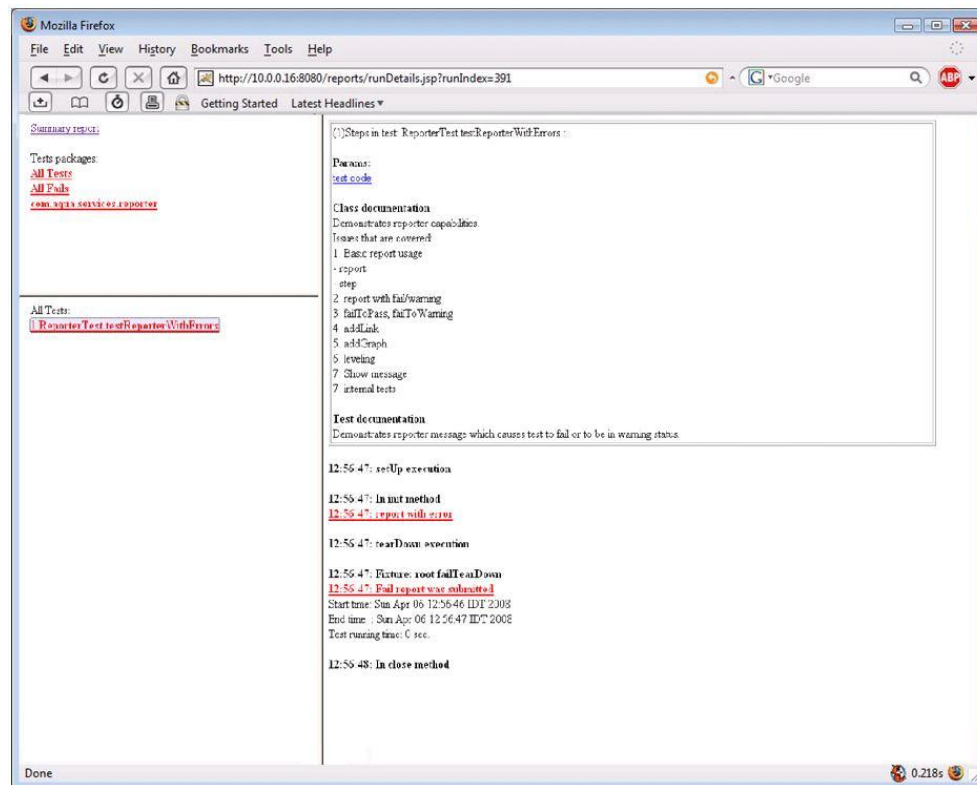 Mozilla Firefox
File Edit View History Bookmarks Tools Help
http://10.0.0.16:8080/reports/runDetails.jsp?runIndex=391
Google
ABP
Getting Started Latest Headlines
Summary report
Tests packages:
All Tests
All Fails
com.aqua.services.reporter
All Tests:
1 ReporterTest testReporterWithErrors
(1)Steps in test: ReporterTest testReporterWithErrors :
Params:
test code
Class documentation
Demonstrates reporter capabilities.
Issues that are covered:
1 Basic report usage
- report
step
2 report with fail/warning
3 failToPass, failToWarning
4 addLink
5 addGraph
6 leveling
7 Show message
7 internal tests
Test documentation
Demonstrates reporter message which causes test to fail or to be in warning status.
12:56:47: setUp execution
12:56:47: In init method
12:56:47: report with error
12:56:47: tearDown execution
12:56:47: Fixture: root failTearDown
12:56:47: Fail report was submitted
Start time: Sun Apr 06 12:56:46 IDT 2008
End time : Sun Apr 06 12:56:47 IDT 2008
Test running time: 0 sec.
12:56:48: In close method
Done
0.218s